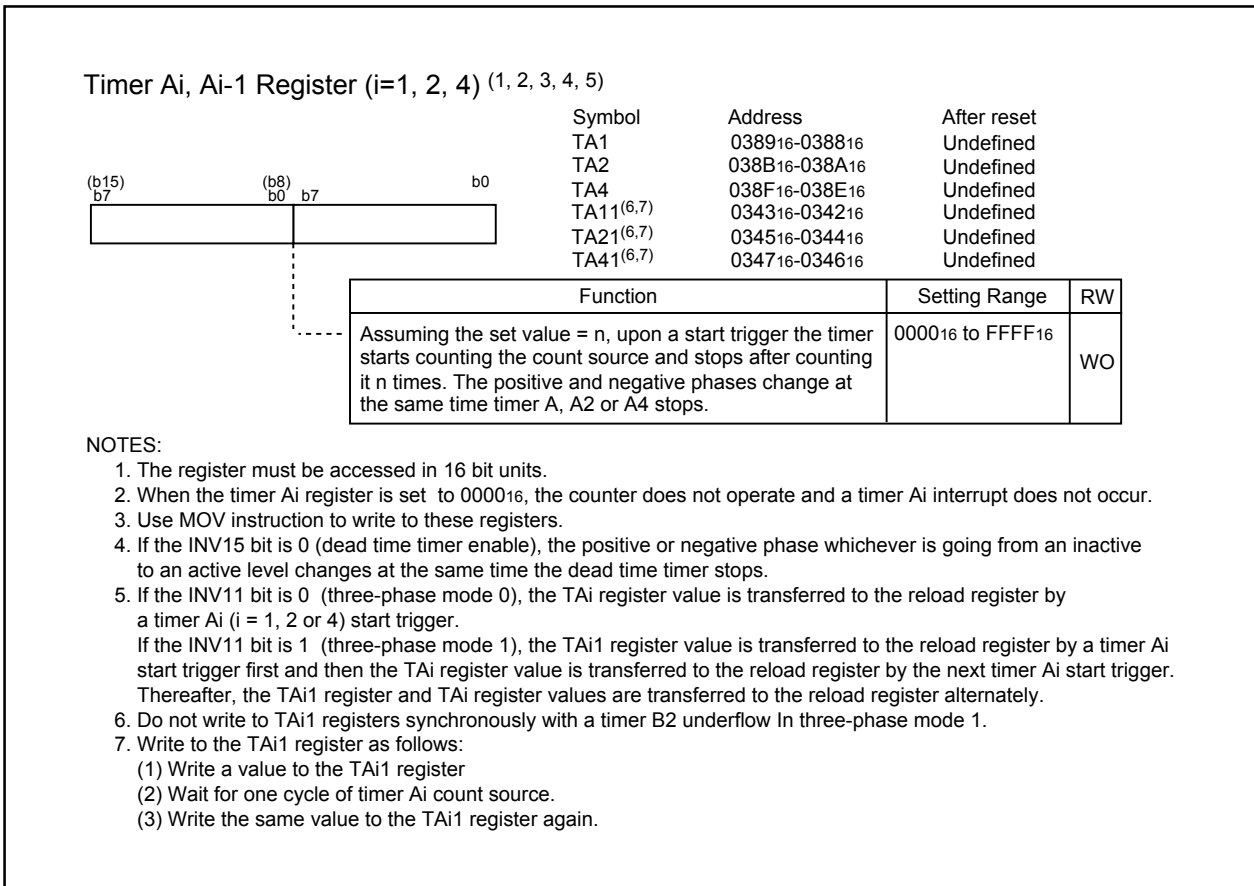 Timer Ai, Ai-1 Register (i=1, 2, 4) (1, 2, 3, 4, 5)
Symbol Address After reset
TA1 038916-038816 Undefined
TA2 038B16-038A16 Undefined
TA4 038F16-038E16 Undefined
TA11(6,7) 034316-034216 Undefined
TA21(6,7) 034516-034416 Undefined
TA41(6,7) 034716-034616 Undefined
(b15) (b8)
b7 b0 b7 b0
Function Setting Range RW
Assuming the set value = n, upon a start trigger the timer 000016 to FFFF16
starts counting the count source and stops after counting
it n times. The positive and negative phases change at WO
the same time timer A, A2 or A4 stops.
NOTES:
1. The register must be accessed in 16 bit units.
2. When the timer Ai register is set to 000016, the counter does not operate and a timer Ai interrupt does not occur.
3. Use MOV instruction to write to these registers.
4. If the INV15 bit is 0 (dead time timer enable), the positive or negative phase whichever is going from an inactive
to an active level changes at the same time the dead time timer stops.
5. If the INV11 bit is 0 (three-phase mode 0), the TAi register value is transferred to the reload register by
a timer Ai (i = 1, 2 or 4) start trigger.
If the INV11 bit is 1 (three-phase mode 1), the TAi1 register value is transferred to the reload register by a timer Ai
start trigger first and then the TAi register value is transferred to the reload register by the next timer Ai start trigger.
Thereafter, the TAi1 register and TAi register values are transferred to the reload register alternately.
6. Do not write to TAi1 registers synchronously with a timer B2 underflow In three-phase mode 1.
7. Write to the TAi1 register as follows:
(1) Write a value to the TAi1 register
(2) Wait for one cycle of timer Ai count source.
(3) Write the same value to the TAi1 register again.